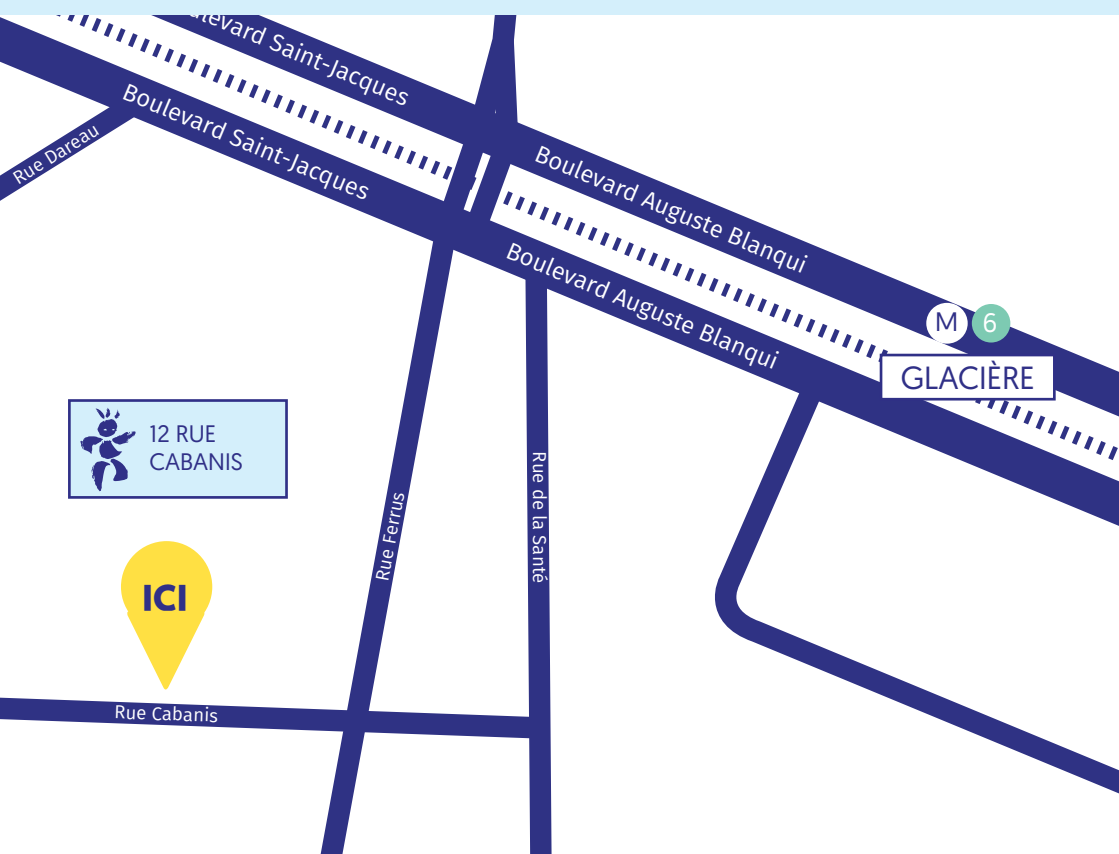 Boulevard Saint-Jacques
Boulevard Saint-Jacques
Rue Dareau
Boulevard Auguste Blanqui
Boulevard Auguste Blanqui
M 6
GLACIÈRE
12 RUE
CABANIS
Rue Ferrus
Rue de la Santé
ICI
Rue Cabanis